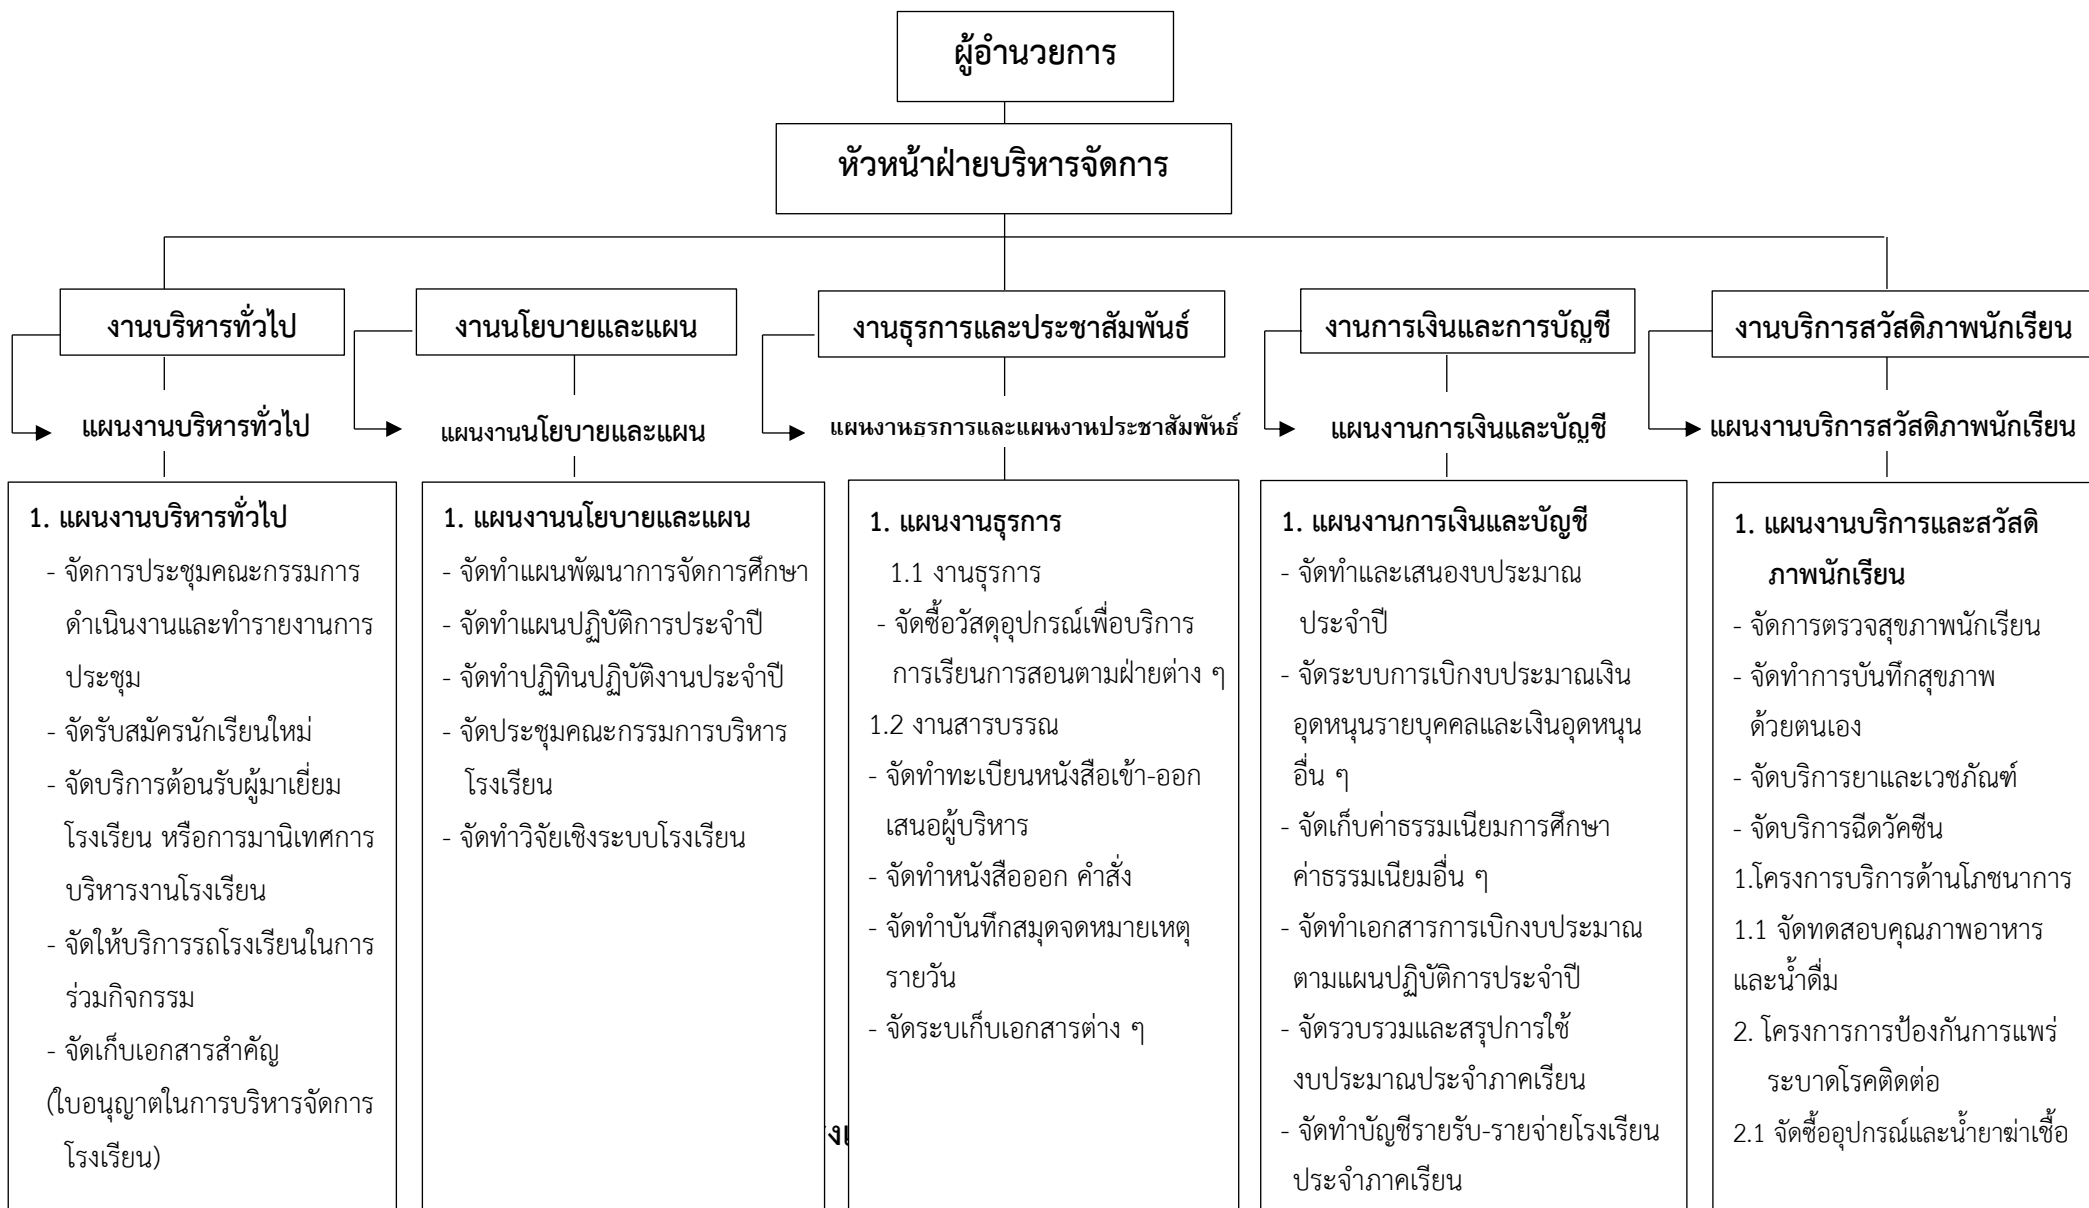 ผู้อำนวยการ
หัวหน้าฝ่ายบริหารจัดการ
งานบริหารทั่วไป
งานนโยบายและแผน
งานธุรการและประชาสัมพันธ์
งานการเงินและการบัญชี
งานบริการสวัสดิภาพนักเรียน
แผนงานบริหารทั่วไป
แผนงานนโยบายและแผน
แผนงานธุรการและแผนงานประชาสัมพันธ์
แผนงานการเงินและบัญชี
แผนงานบริการสวัสดิภาพนักเรียน
1. แผนงานบริหารทั่วไป
- จัดการประชุมคณะกรรมการ
ดำเนินงานและทำรายงานการ
ประชุม
- จัดรับสมัครนักเรียนใหม่
- จัดบริการต้อนรับผู้มาเยี่ยม
โรงเรียน หรือการมานิเทศการ
บริหารงานโรงเรียน
- จัดให้บริการรถโรงเรียนในการ
ร่วมกิจกรรม
- จัดเก็บเอกสารสำคัญ
(ใบอนุญาตในการบริหารจัดการ
โรงเรียน)
1. แผนงานนโยบายและแผน
- จัดทำแผนพัฒนาการจัดการศึกษา
- จัดทำแผนปฏิบัติการประจำปี
- จัดทำปฏิทินปฏิบัติงานประจำปี
- จัดประชุมคณะกรรมการบริหาร
โรงเรียน
- จัดทำวิจัยเชิงระบบโรงเรียน
1. แผนงานธุรการ
1.1 งานธุรการ
- จัดซื้อวัสดุอุปกรณ์เพื่อบริการ
การเรียนการสอนตามฝ่ายต่าง ๆ
1.2 งานสารบรรณ
- จัดทำทะเบียนหนังสือเข้า-ออก
เสนอผู้บริหาร
- จัดทำหนังสือออก คำสั่ง
- จัดทำบันทึกสมุดจดหมายเหตุ
รายวัน
- จัดระบเก็บเอกสารต่าง ๆ
1. แผนงานการเงินและบัญชี
- จัดทำและเสนองบประมาณ
ประจำปี
- จัดระบบการเบิกงบประมาณเงิน
อุดหนุนรายบุคคลและเงินอุดหนุน
อื่น ๆ
- จัดเก็บค่าธรรมเนียมการศึกษา
ค่าธรรมเนียมอื่น ๆ
- จัดทำเอกสารการเบิกงบประมาณ
ตามแผนปฏิบัติการประจำปี
- จัดรวบรวมและสรุปการใช้
งบประมาณประจำภาคเรียน
- จัดทำบัญชีรายรับ-รายจ่ายโรงเรียน
ประจำภาคเรียน
1. แผนงานบริการและสวัสดิ
ภาพนักเรียน
- จัดการตรวจสุขภาพนักเรียน
- จัดทำการบันทึกสุขภาพ
ด้วยตนเอง
- จัดบริการยาและเวชภัณฑ์
- จัดบริการฉีดวัคซีน
1.โครงการบริการด้านโภชนาการ
1.1 จัดทดสอบคุณภาพอาหาร
และน้ำดื่ม
2. โครงการการป้องกันการแพร่
ระบาดโรคติดต่อ
2.1 จัดซื้ออุปกรณ์และน้ำยาฆ่าเชื้อ